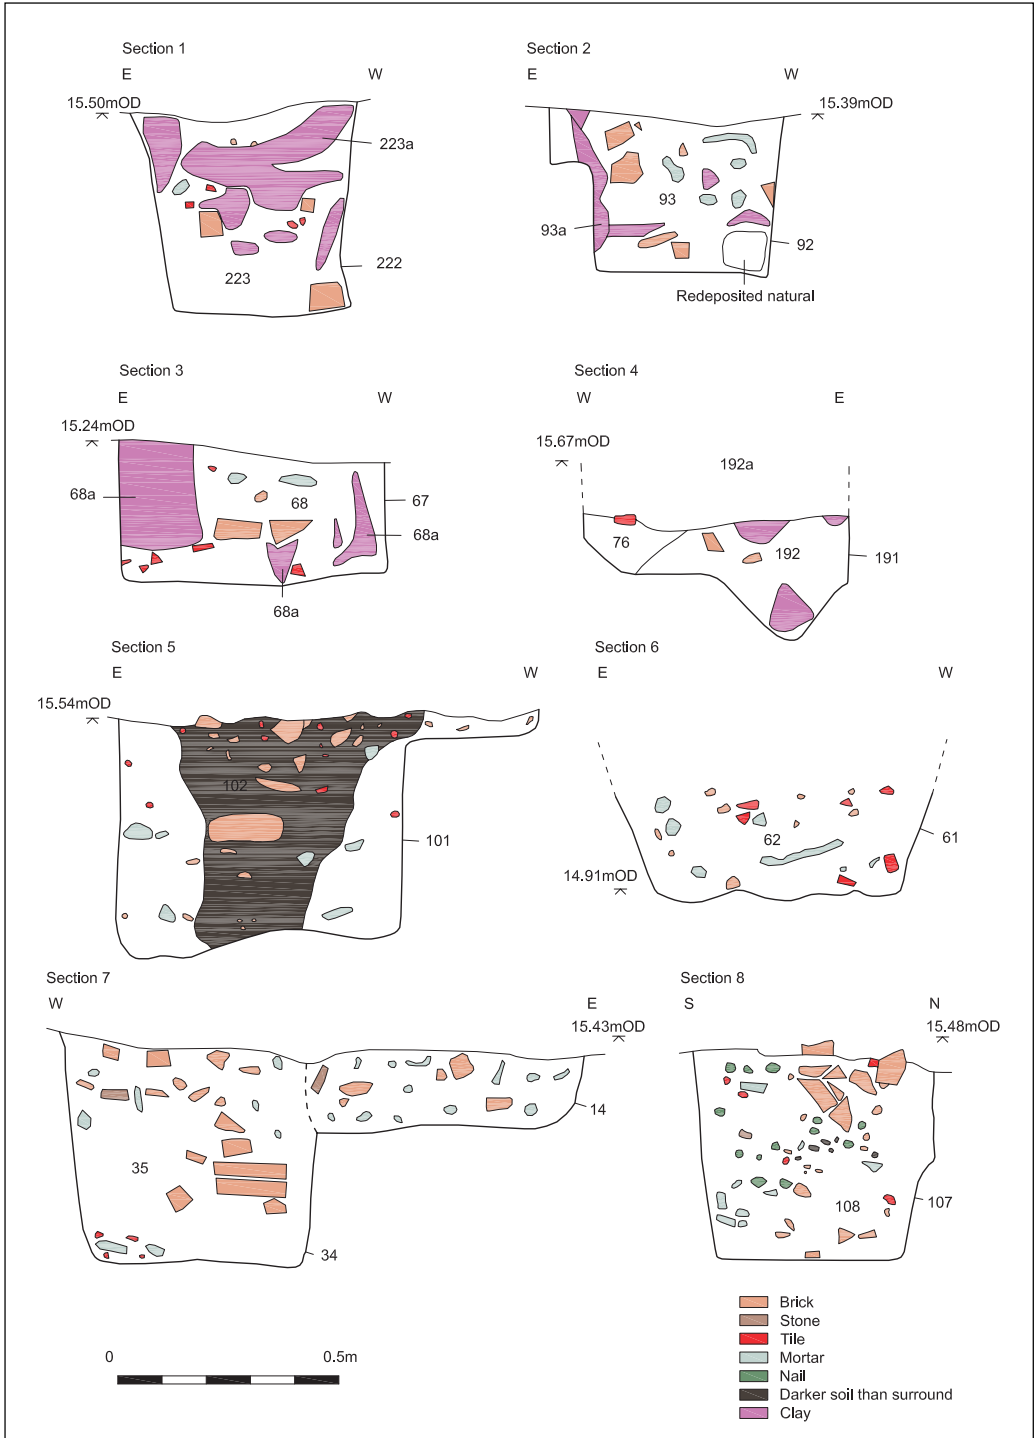 Section 1
E W
15.50mOD
223a
222
223
Section 2
E W
15.39mOD
93
93a
92
Redeposited natural
Section 3
E W
15.24mOD
68a
68
67
68a
68a
Section 4
W E
15.67mOD
192a
76
192
191
Section 5
E W
15.54mOD
102
101
Section 6
E W
62
61
14.91mOD
Section 7
W E
15.43mOD
14
35
34
Section 8
S N
15.48mOD
108
107
Brick
Stone
Tile
Mortar
Nail
Darker soil than surround
Clay
0 0.5m